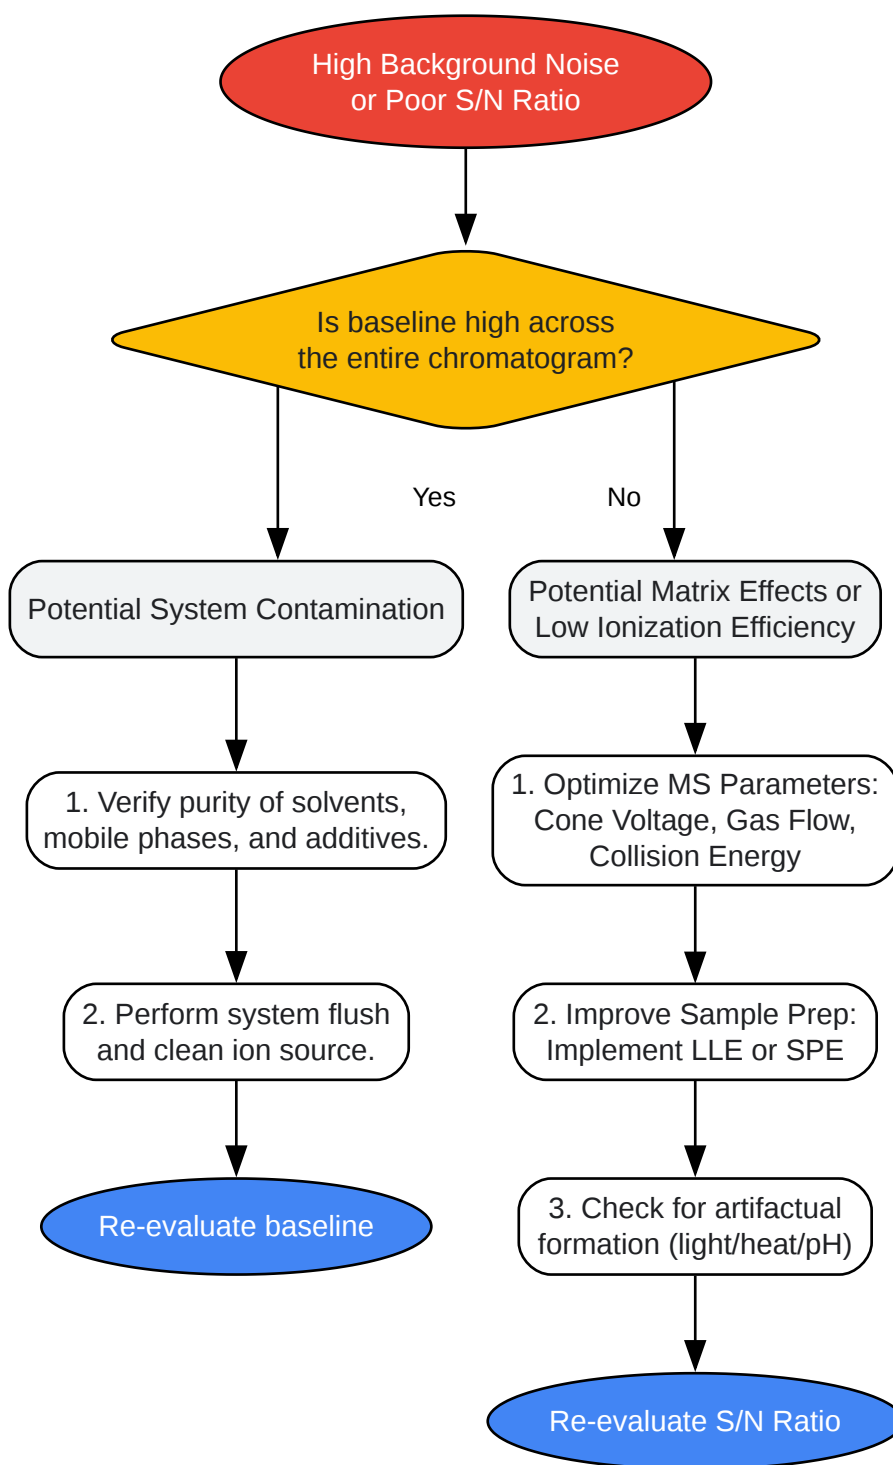 High Background Noise
or Poor S/N Ratio
Is baseline high across
the entire chromatogram?
Yes
No
Potential System Contamination
Potential Matrix Effects or
Low Ionization Efficiency
1. Verify purity of solvents,
mobile phases, and additives.
1. Optimize MS Parameters:
Cone Voltage, Gas Flow,
Collision Energy
2. Perform system flush
and clean ion source.
2. Improve Sample Prep:
Implement LLE or SPE
Re-evaluate baseline
3. Check for artifactual
formation (light/heat/pH)
Re-evaluate S/N Ratio